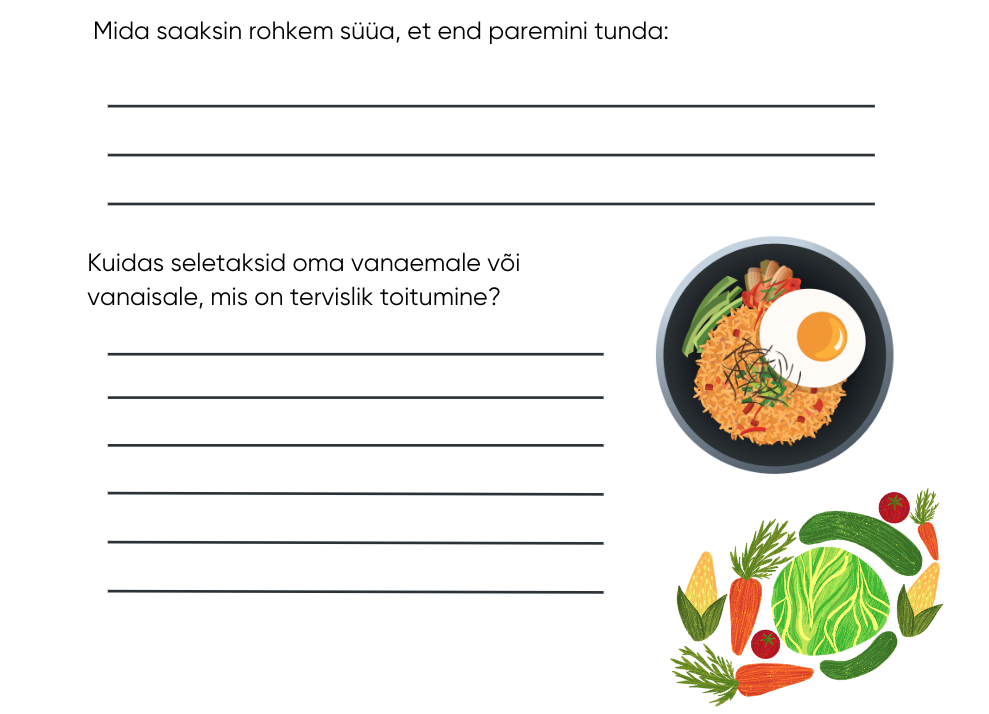 Mida saaksin rohkem süüa, et end paremini tunda:
Kuidas seletaksid oma vanaemale või
vanaisale, mis on tervislik toitumine?